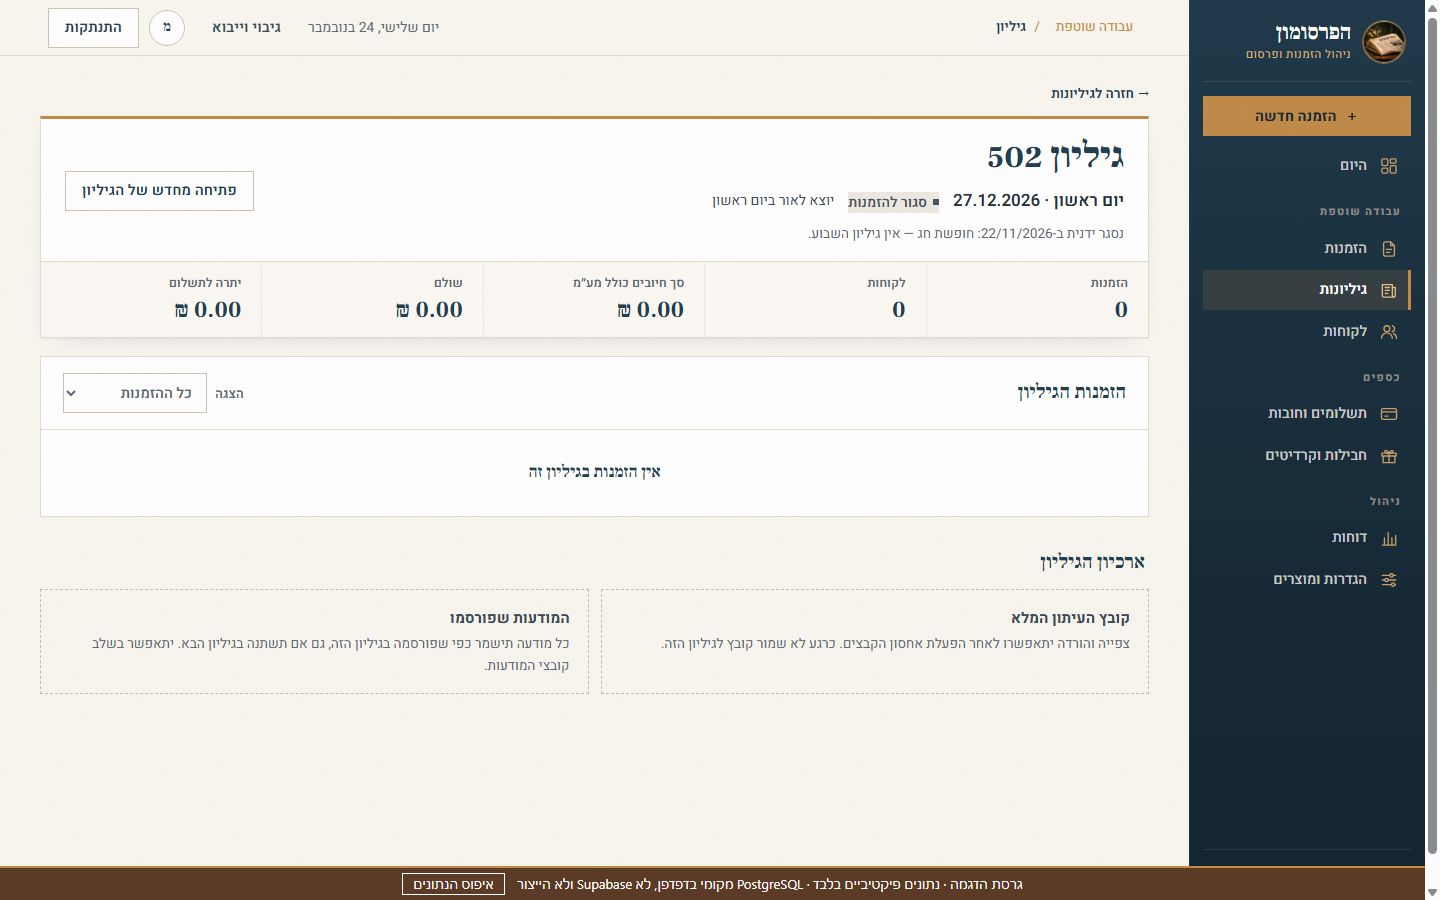 הפרסומון
ניהול הזמנות ופרסום
+ הזמנה חדשה
היום
עבודה שוטפת
הזמנות
גיליונות
לקוחות
כספים
תשלומים וחובות
חבילות וקרדיטים
ניהול
דוחות
הגדרות ומוצרים
עבודה שוטפת / גיליון
יום שלישי, 24 בנובמבר
גיבוי וייבוא
מ
התנתקות
→ חזרה לגיליונות
גיליון 502
יום ראשון · 27.12.2026
סגור להזמנות
יוצא לאור ביום ראשון
נסגר ידנית ב-22/11/2026: חופשת חג — אין גיליון השבוע.
פתיחה מחדש של הגיליון
הזמנות
0
לקוחות
0
סך חיובים כולל מע״מ
0.00 ₪
שולם
0.00 ₪
יתרה לתשלום
0.00 ₪
הזמנות הגיליון
הצגה
כל ההזמנות
אין הזמנות בגיליון זה
ארכיון הגיליון
קובץ העיתון המלא
צפייה והורדה יתאפשרו לאחר הפעלת אחסון הקבצים. כרגע לא שמור קובץ לגיליון הזה.
המודעות שפורסמו
כל מודעה תישמר כפי שפורסמה בגיליון הזה, גם אם תשתנה בגיליון הבא. יתאפשר בשלב
קובצי המודעות.
גרסת הדגמה · נתונים פיקטיביים בלבד · PostgreSQL מקומי בדפדפן, לא Supabase ולא הייצור
איפוס הנתונים